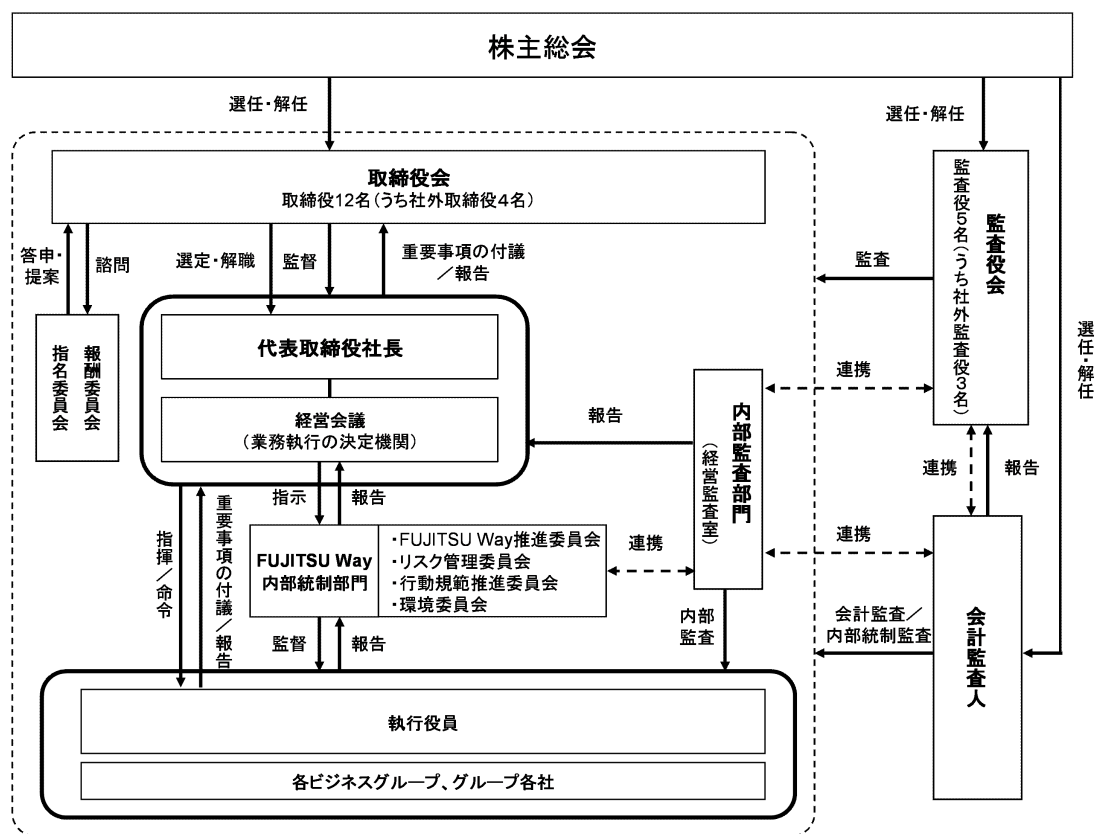 株主総会
選任・解任
選任・解任
取締役会
取締役12名(うち社外取締役4名)
監査役会
監査役5名(うち社外監査役3名)
答申・
提案
諮問
選定・解職
監督
重要事項の付議
/報告
監査
選任・解任
報酬委員会
指名委員会
代表取締役社長
経営会議
(業務執行の決定機関)
報告
内部監査部門
(経営監査室)
連携
連携
報告
指示
報告
指揮/命令
重要事項の付議/報告
FUJITSU Way
内部統制部門
・FUJITSU Way推進委員会
・リスク管理委員会
・行動規範推進委員会
・環境委員会
連携
連携
会計監査人
内部
監査
会計監査/
内部統制監査
監督
報告
執行役員
各ビジネスグループ、グループ各社